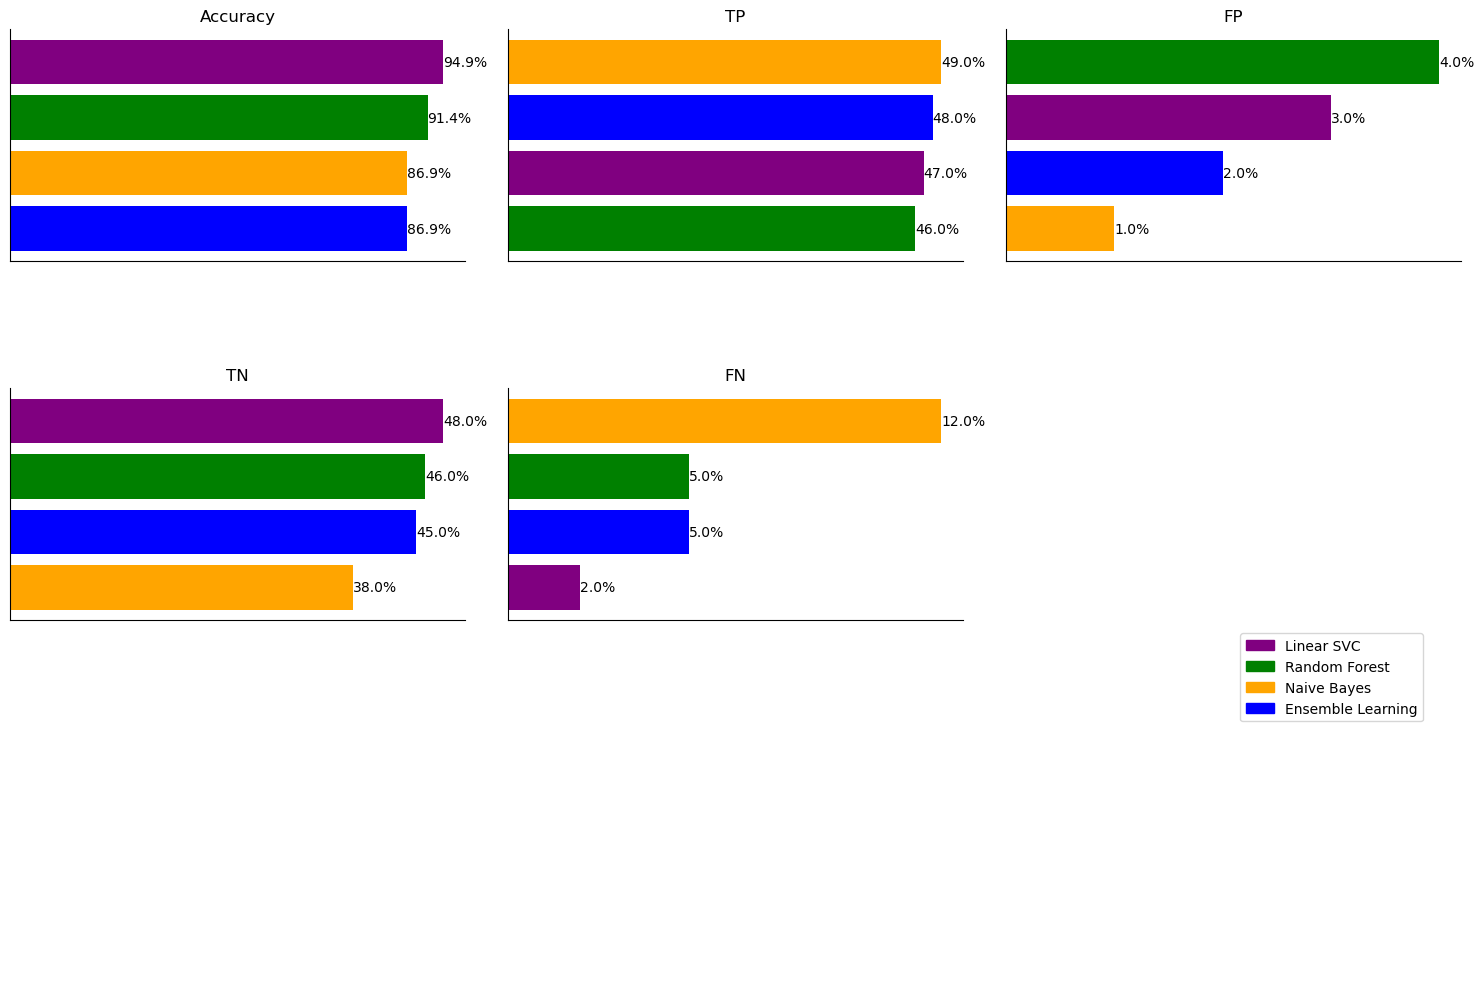 Accuracy
94.9%
91.4%
86.9%
86.9%
TP
49.0%
48.0%
47.0%
46.0%
FP
4.0%
3.0%
2.0%
1.0%
TN
48.0%
46.0%
45.0%
38.0%
FN
12.0%
5.0%
5.0%
2.0%
Linear SVC
Random Forest
Naive Bayes
Ensemble Learning